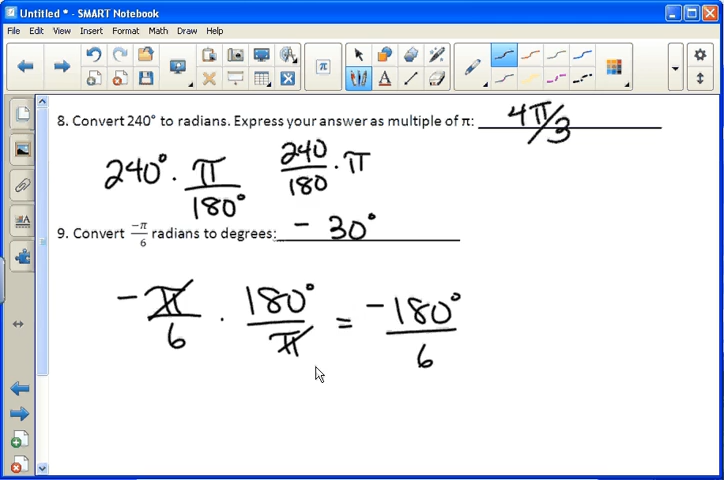 Untitled * - SMART Notebook
File Edit View Insert Format Tools Draw Help
8. Convert 240° to radians. Express your answer as multiple of π: 4π/3
240° · π/180° 240/180 · π
9. Convert -π/6 radians to degrees: - 30°
-π/6 · 180°/π = -180°/6